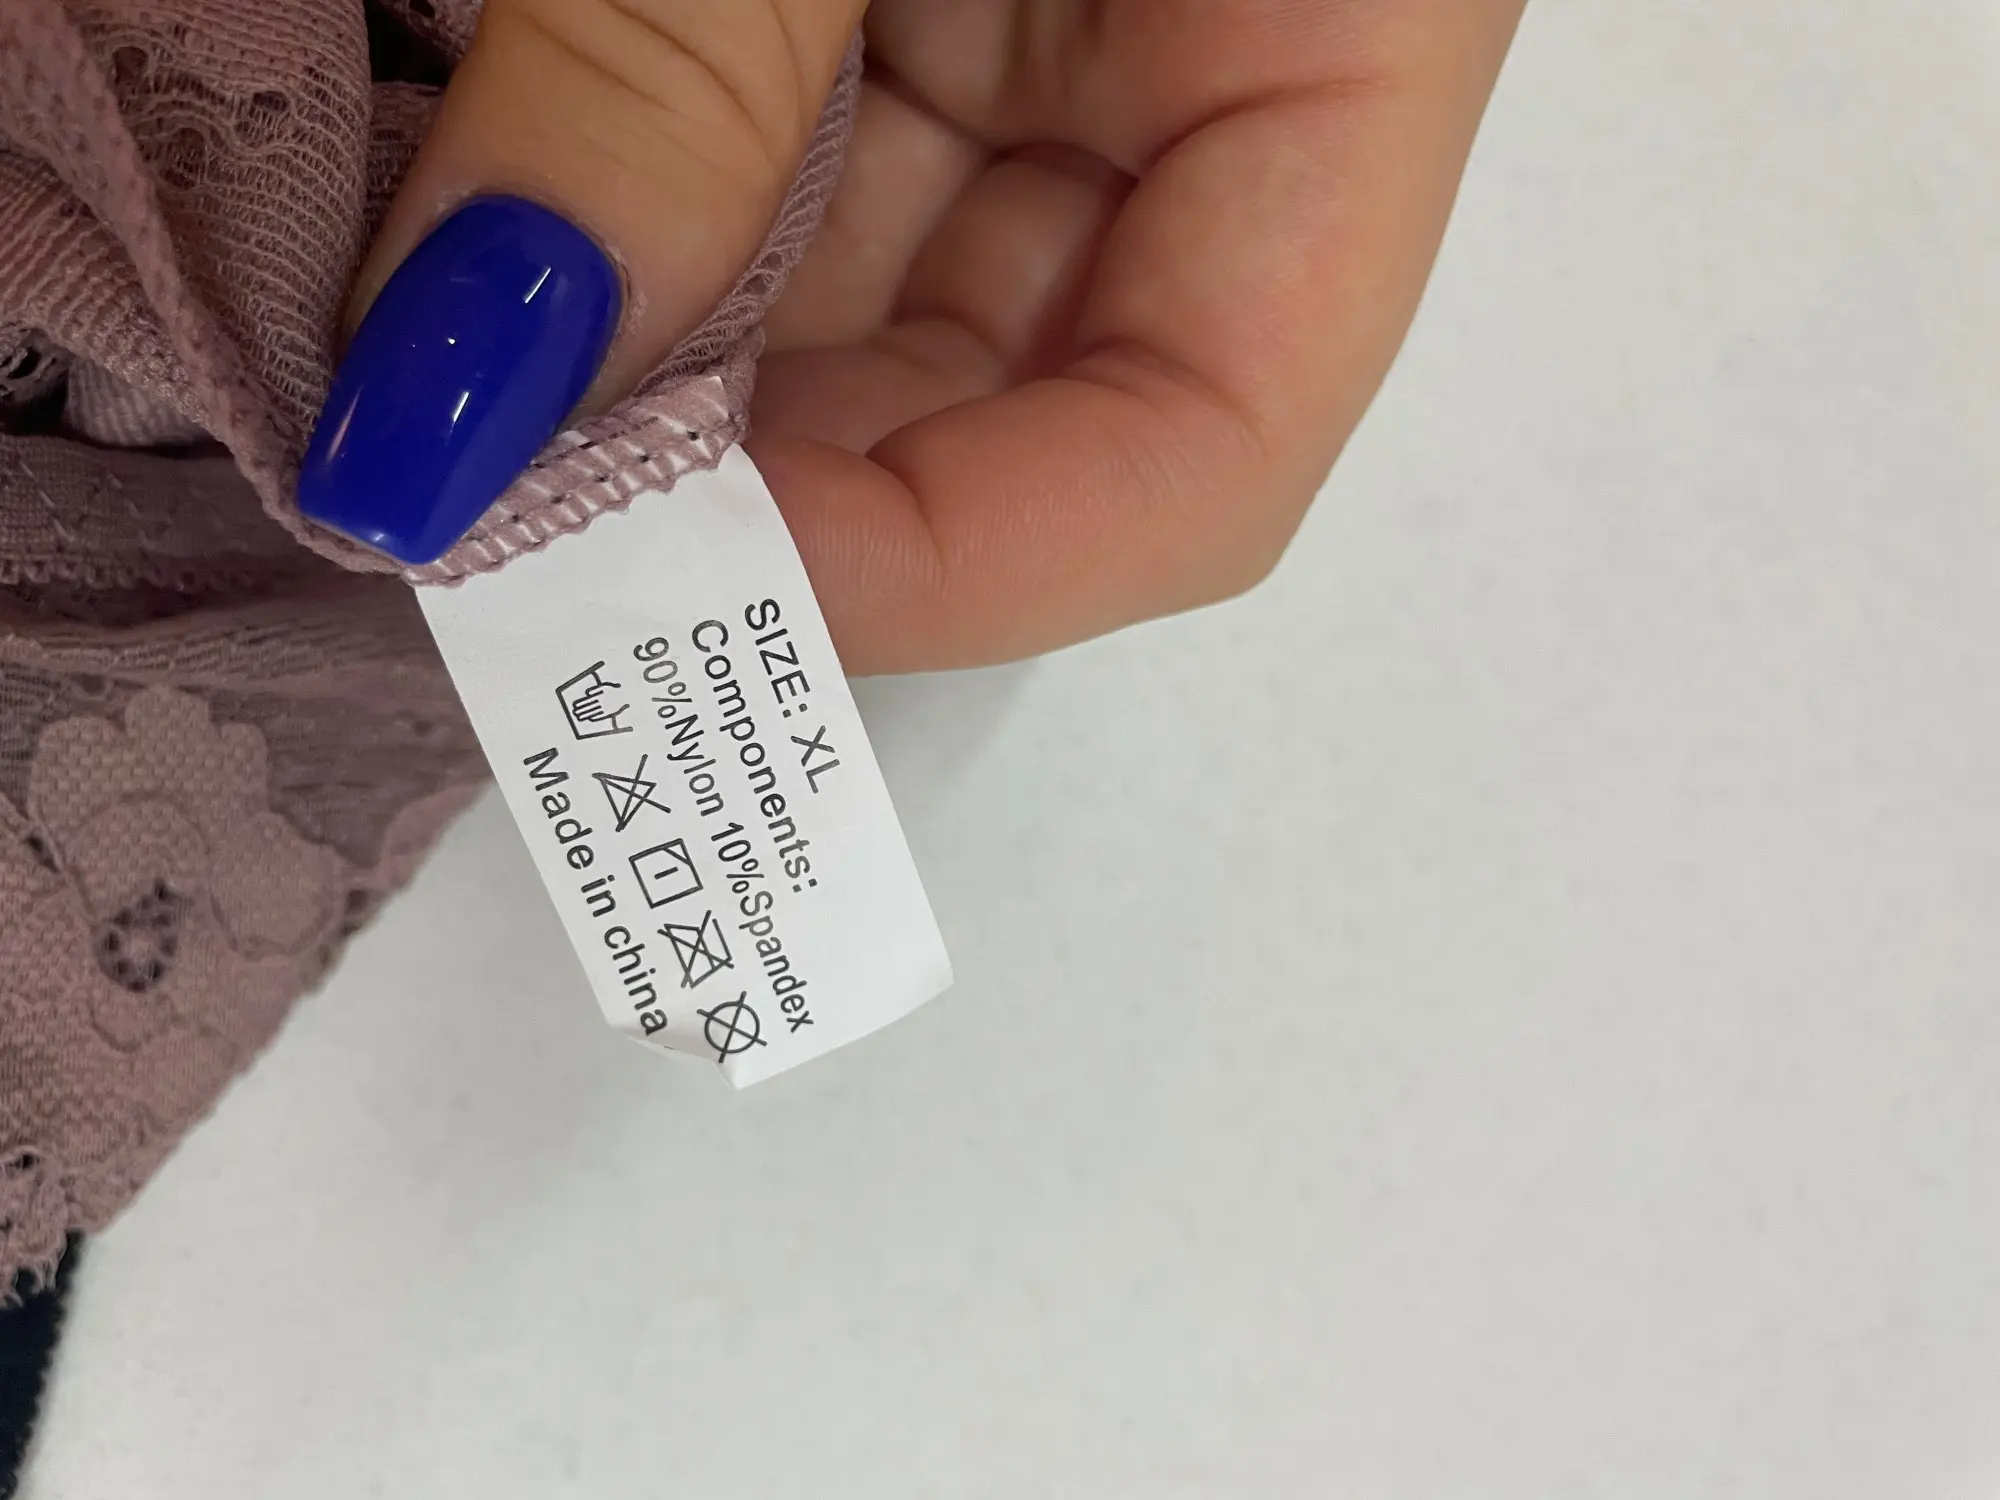 SIZE: XL
Components:
90%Nylon 10%Spandex
Made in china